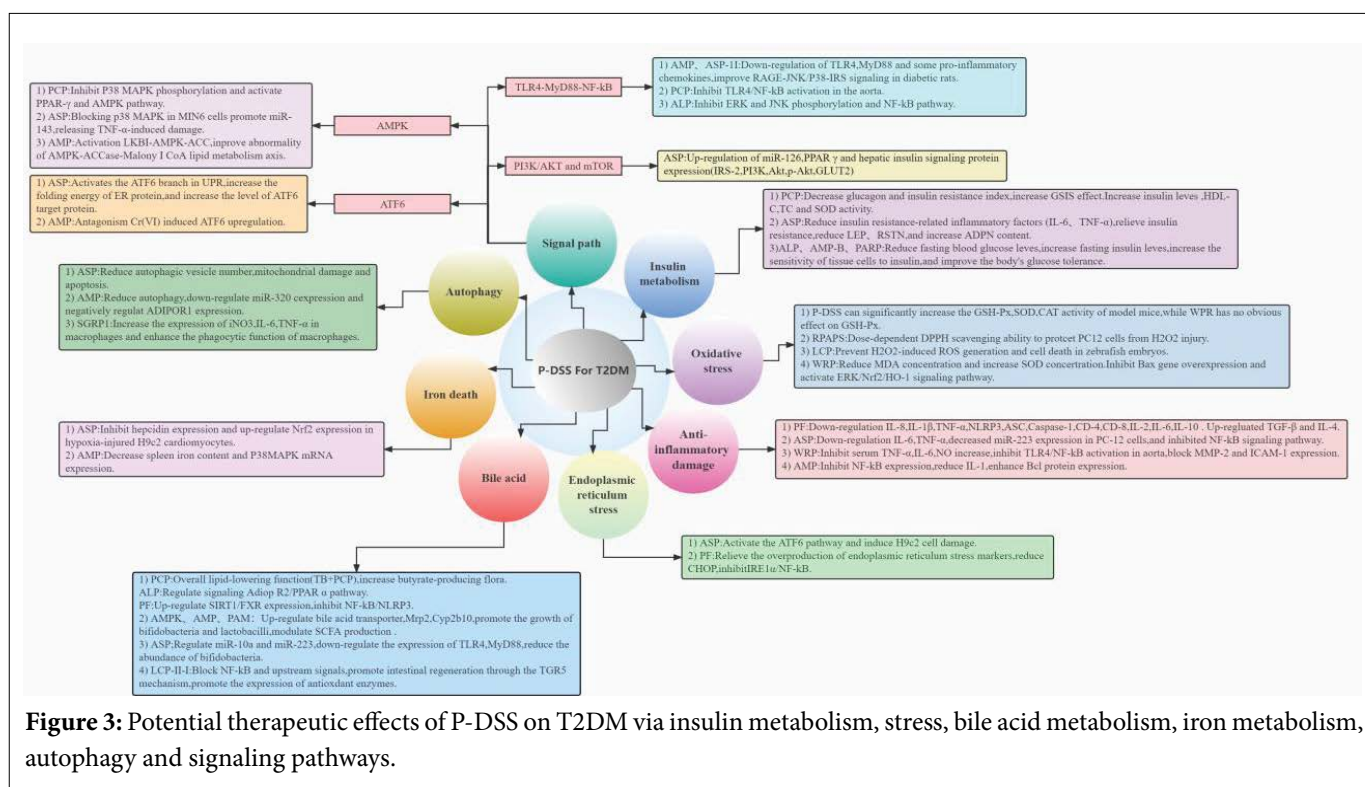 1) PCP:Inhibit P38 MAPK phosphorylation and activate
PPAR-γ and AMPK pathway.
2) ASP:Blocking p38 MAPK in MIN6 cells promote miR-
143,releasing TNF-α-induced damage.
3) AMP:Activation LKBI-AMPK-ACC,inprove abnormality
of AMPK-ACCase-Malony I CoA lipid metabolism axis.
AMPK
TLR4-MyD88-NF-kB
1) AMP、ASP-1I:Down-regulation of TLR4,MyD88 and some pro-inflammatory
chemokines,improve RAGE-JNK/P38-IRS signaling in diabetic rats.
2) PCP:Inhibit TLR4/NF-kB activation in the aorta.
3) ALP:Inhibit ERK and JNK phosphorylation and NF-kB pathway.
PI3K/AKT and mTOR
ASP:Up-regulation of miR-126,PPAR γ and hepatic insulin signaling protein
expression(IRS-2,PI3K,Akt,p-Akt,GLUT2)
1) ASP:Activates the ATF6 branch in UPR,increase the
folding energy of ER protein,and increase the level of ATF6
target protein.
2) AMP:Antagonism Cr(VI) induced ATF6 upregulation.
ATF6
Signal path
Insulin
metabolism
1) PCP:Decrease glucagon and insulin resistance index,increase GSIS effect.Increase insulin levels ,HDL-
C,TC and SOD activity.
2) ASP:Reduce insulin resistance-related inflammatory factors (IL-6、TNF-α),relieve insulin
resistance,reduce LEP、RSTN,and increase ADPN content.
3)ALP、AMP-B、PARP:Reduce fasting blood glucose leves,increase fasting insulin leves,increase the
sensitivity of tissue cells to insulin,and improve the body's glucose tolerance.
1) ASP:Reduce autophagic vesicle number,mitochondrial damage and
apoptosis.
2) AMP:Reduce autophagy,down-regulate miR-320 cexpression and
negatively regulat ADIPOR1 expression.
3) SGRP1:Increase the expression of iNO3,IL-6,TNF-α in
macrophages and enhance the phagocytic function of macrophages.
Autophagy
P-DSS For T2DM
Oxidative
stress
1) P-DSS can significantly increase the GSH-Px,SOD,CAT activity of model mice,while WPR has no obvious
effect on GSH-Px.
2) RPAPS:Dose-dependent DPPH scavenging ability to protcet PC12 cells from H2O2 injury.
3) LCP:Prevent H2O2-induced ROS generation and cell death in zebrafish embryos.
4) WRP:Reduce MDA concentration and increase SOD concertration.Inhibit Bax gene overexpression and
activate ERK/Nrf2/HO-1 signaling pathway.
Iron death
1) ASP:Inhibit hepcidin expression and up-regulate Nrf2 expression in
hypoxia-injured H9c2 cardiomyocytes.
2) AMP:Decrease spleen iron content and P38MAPK mRNA
expression.
Anti-
inflammatory
damage
1) PF:Down-regulation IL-8,IL-1β,TNF-α,NLRP3,ASC,Caspase-1,CD-4,CD-8,IL-2,IL-6,IL-10 . Up-regluated TGF-β and IL-4.
2) ASP:Down-regulation IL-6,TNF-α,decreased miR-223 expression in PC-12 cells,and inhibited NF-kB signaling pathway.
3) WRP:Inhibit serum TNF-α,IL-6,NO increase,inhibit TLR4/NF-kB activation in aorta,block MMP-2 and ICAM-1 expression.
4) AMP:Inhibit NF-kB expression,reduce IL-1,enhance Bcl protein expression.
Bile acid
Endoplasmic
reticulum
stress
1) ASP:Activate the ATF6 pathway and induce H9c2 cell damage.
2) PF:Relieve the overproduction of endoplasmic reticulum stress markers,reduce
CHOP,inhibitIRE1α/NF-kB.
1) PCP:Overall lipid-lowering function(TB+PCP),increase butyrate-producing flora.
ALP:Regulate signaling Adiop R2/PPAR α pathway.
PF:Up-regulate SIRT1/FXR expression,inhibit NF-kB/NLRP3.
2) AMPK、AMP、PAM: Up-regulate bile acid transporter,Mrp2,Cyp2b10,promote the growth of
bifidobacteria and lactobacilli,modulate SCFA production .
3) ASP:Regulate miR-10a and miR-223,down-regulate the expression of TLR4,MyD88,reduce the
abundance of bifidobacteria.
4) LCP-II-I:Block NF-kB and upstream signals,promote intestinal regeneration through the TGR5
mechanism,promote the expression of antioxdant enzymes.
Figure 3: Potential therapeutic effects of P-DSS on T2DM via insulin metabolism, stress, bile acid metabolism, iron metabolism,
autophagy and signaling pathways.